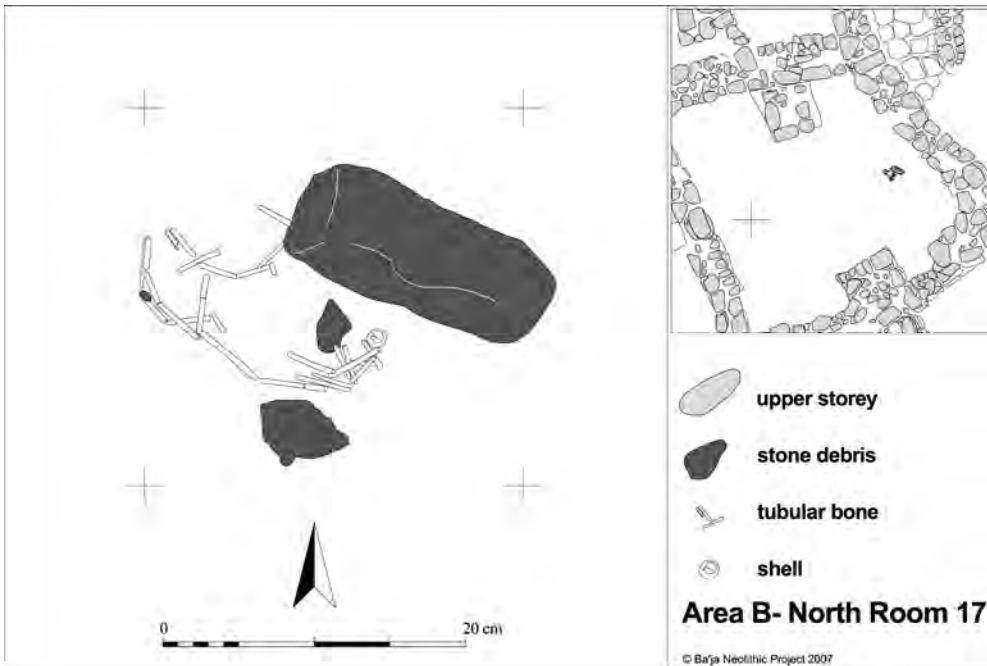 0 20 cm
upper storey
stone debris
tubular bone
shell
Area B- North Room 17
© Ba'ja Neolithic Project 2007